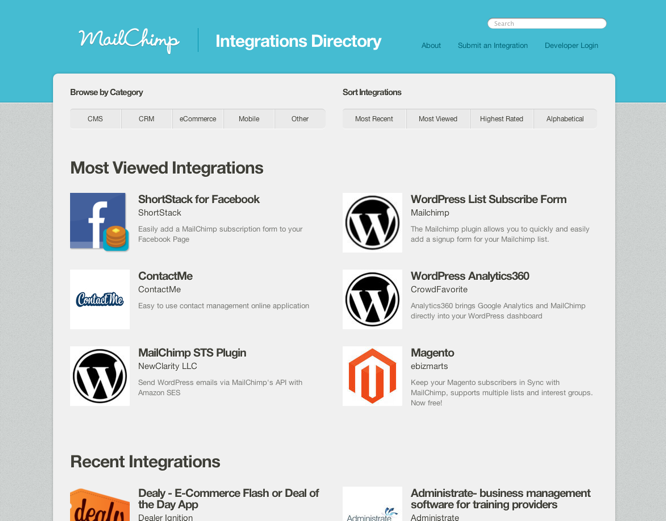 MailChimp
Integrations Directory
Search
About
Submit an Integration
Developer Login
Browse by Category
CMS
CRM
eCommerce
Mobile
Other
Sort Integrations
Most Recent
Most Viewed
Highest Rated
Alphabetical
Most Viewed Integrations
ShortStack for Facebook
ShortStack
Easily add a MailChimp subscription form to your
Facebook Page
WordPress List Subscribe Form
Mailchimp
The Mailchimp plugin allows you to quickly and easily
add a signup form for your Mailchimp list.
ContactMe
ContactMe
ContactMe
Easy to use contact management online application
WordPress Analytics360
CrowdFavorite
Analytics360 brings Google Analytics and MailChimp
directly into your WordPress dashboard
MailChimp STS Plugin
NewClarity LLC
Send WordPress emails via MailChimp's API with
Amazon SES
Magento
ebizmarts
Keep your Magento subscribers in Sync with
MailChimp, supports multiple lists and interest groups.
Now free!
Recent Integrations
dealy
Dealy - E-Commerce Flash or Deal of
the Day App
Dealer Ignition
Administrate
Administrate- business management
software for training providers
Administrate